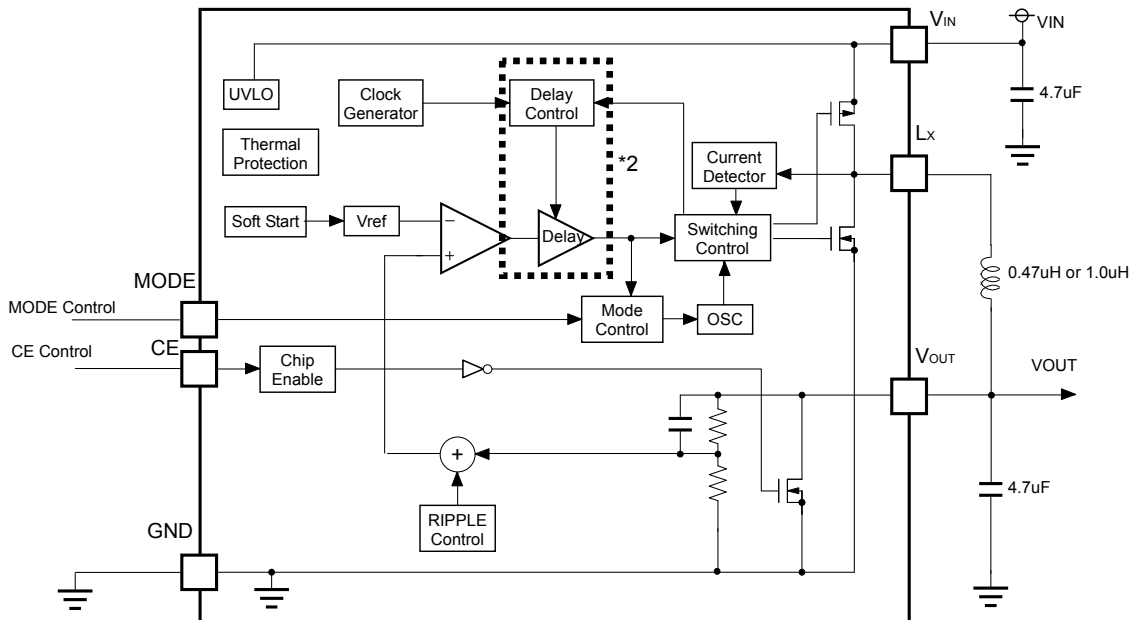 VIN
VIN
UVLO
Clock
Generator
Delay
Control
4.7uF
Thermal
Protection
*2
Current
Detector
LX
Soft Start
Vref
−
+
Delay
Switching
Control
0.47uH or 1.0uH
MODE
MODE Control
Mode
Control
OSC
CE
CE Control
Chip
Enable
VOUT
VOUT
+
RIPPLE
Control
4.7uF
GND